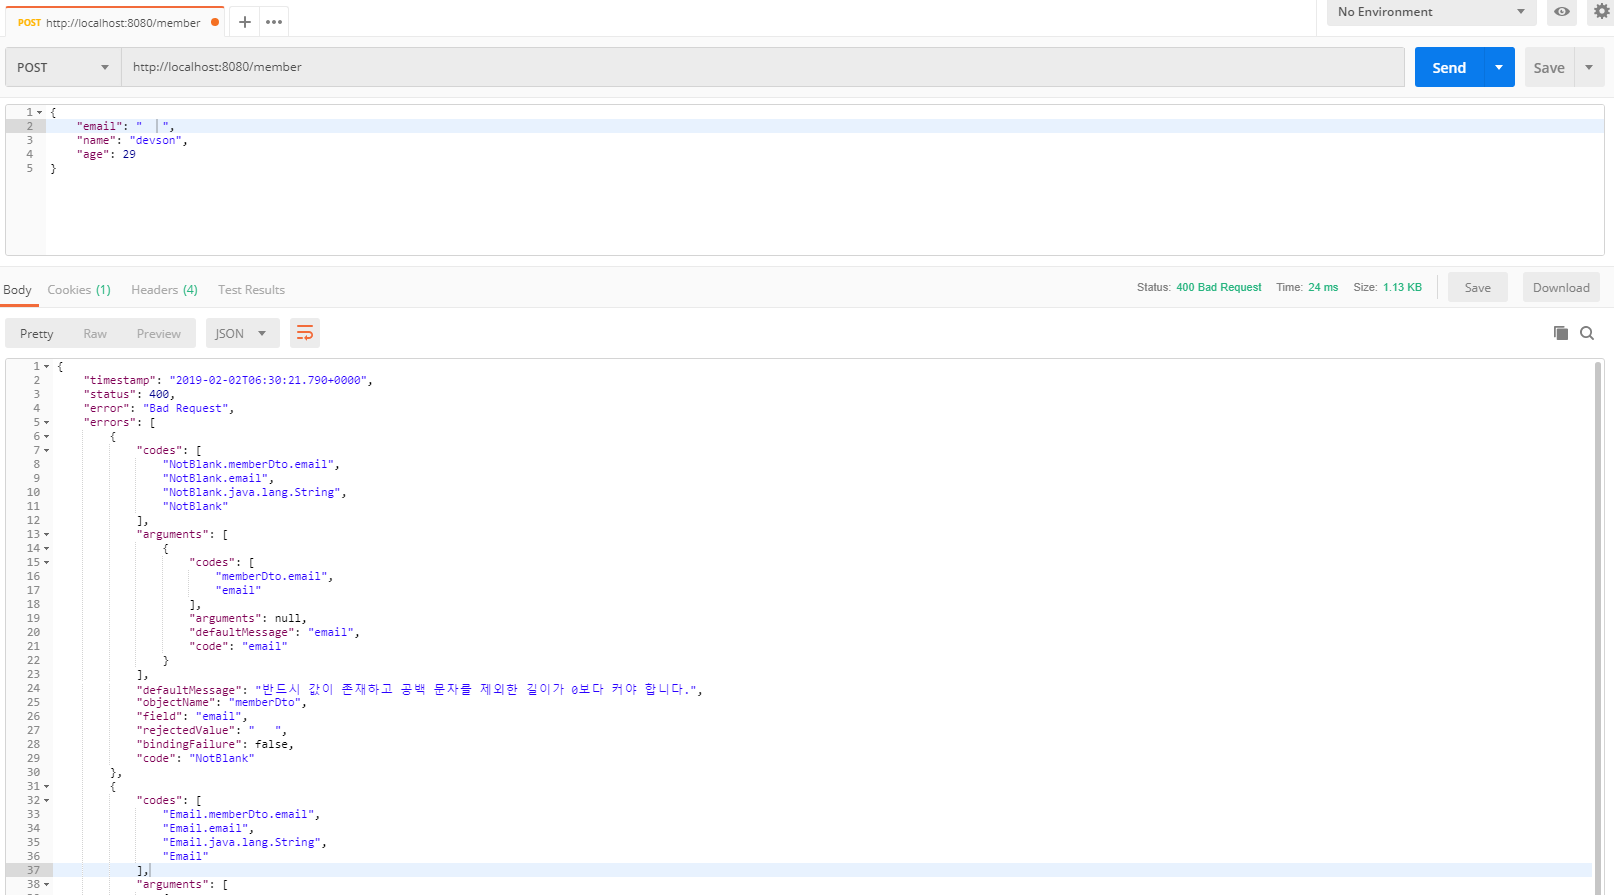 POST http://localhost:8080/member
No Environment
POST http://localhost:8080/member Send Save
1 {
2 "email": "   ",
3 "name": "devson",
4 "age": 29
5 }
Body Cookies (1) Headers (4) Test Results Status: 400 Bad Request Time: 24 ms Size: 1.13 KB Save Download
Pretty Raw Preview JSON
1 {
2 "timestamp": "2019-02-02T06:30:21.790+0000",
3 "status": 400,
4 "error": "Bad Request",
5 "errors": [
6 {
7 "codes": [
8 "NotBlank.memberDto.email",
9 "NotBlank.email",
10 "NotBlank.java.lang.String",
11 "NotBlank"
12 ],
13 "arguments": [
14 {
15 "codes": [
16 "memberDto.email",
17 "email"
18 ],
19 "arguments": null,
20 "defaultMessage": "email",
21 "code": "email"
22 }
23 ],
24 "defaultMessage": "반드시 값이 존재하고 공백 문자를 제외한 길이가 0보다 커야 합니다.",
25 "objectName": "memberDto",
26 "field": "email",
27 "rejectedValue": "   ",
28 "bindingFailure": false,
29 "code": "NotBlank"
30 },
31 {
32 "codes": [
33 "Email.memberDto.email",
34 "Email.email",
35 "Email.java.lang.String",
36 "Email"
37 ],
38 "arguments": [